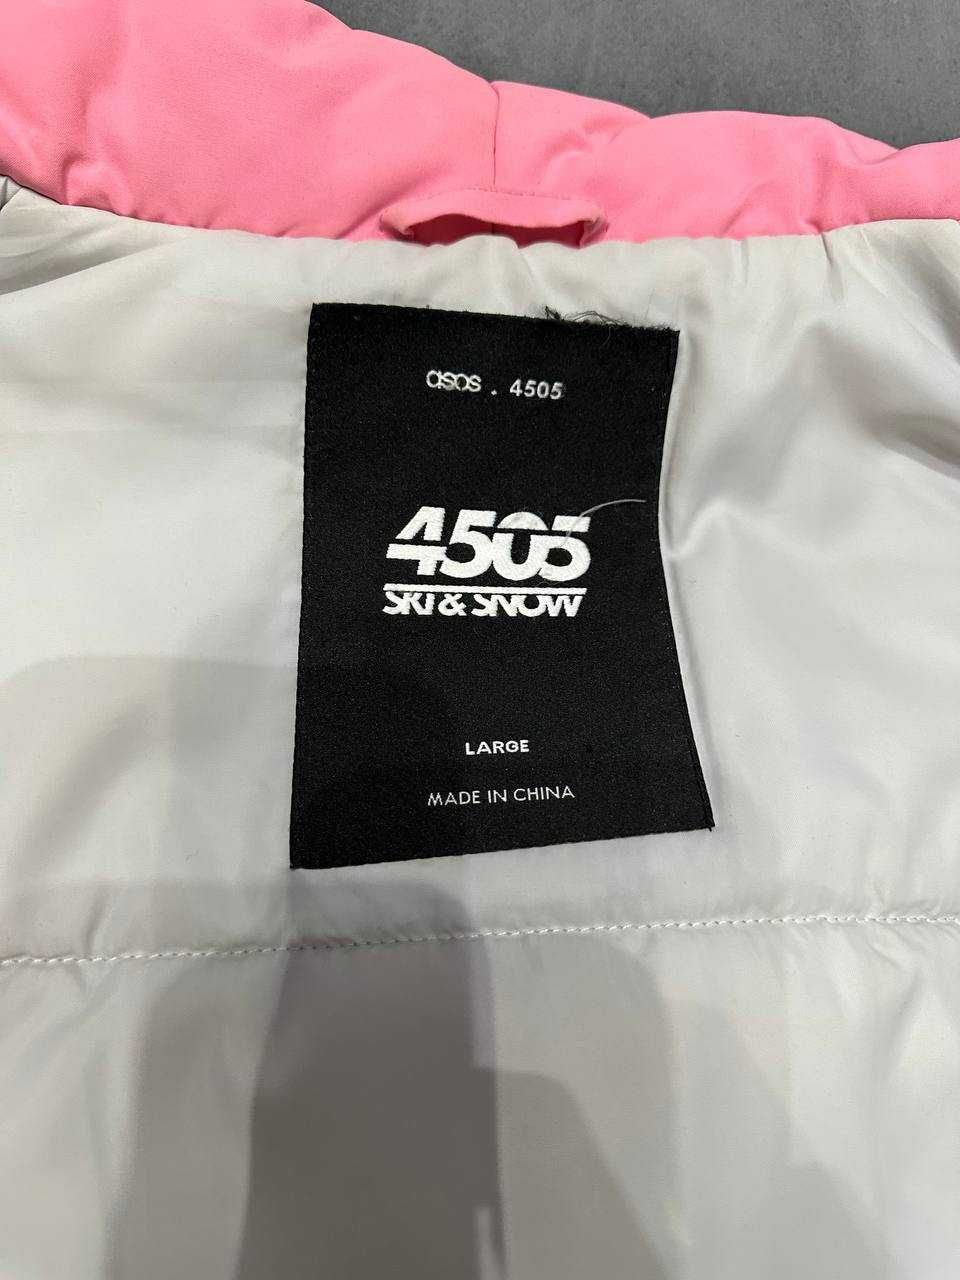 asos . 4505
4505
SKI & SNOW
LARGE
MADE IN CHINA